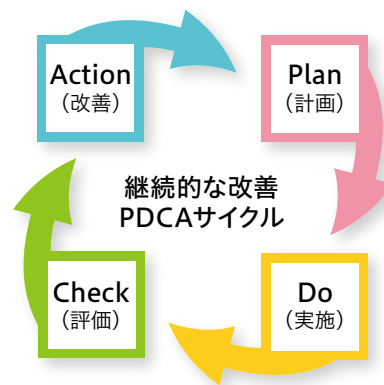 Action
（改善）
Plan
（計画）
継続的な改善
PDCAサイクル
Check
（評価）
Do
（実施）